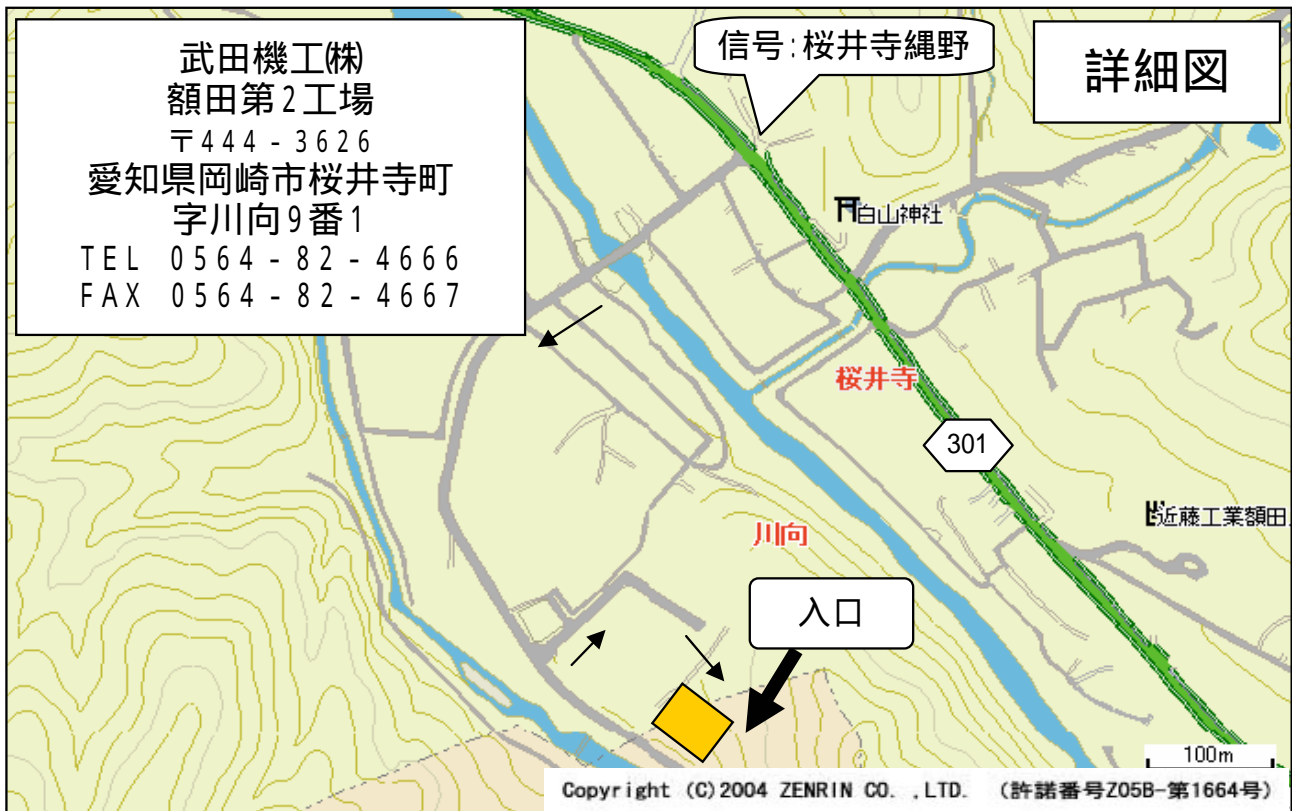 武田機工㈱
額田第2工場
〒444-3626
愛知県岡崎市桜井寺町
字川向9番1
TEL 0564-82-4666
FAX 0564-82-4667
信号:桜井寺縄野
詳細図
白山神社
桜井寺
301
近藤工業額田
川向
入口
100m
Copyright (C)2004 ZENRIN CO. ,LTD. (許諾番号Z05B-第1664号)